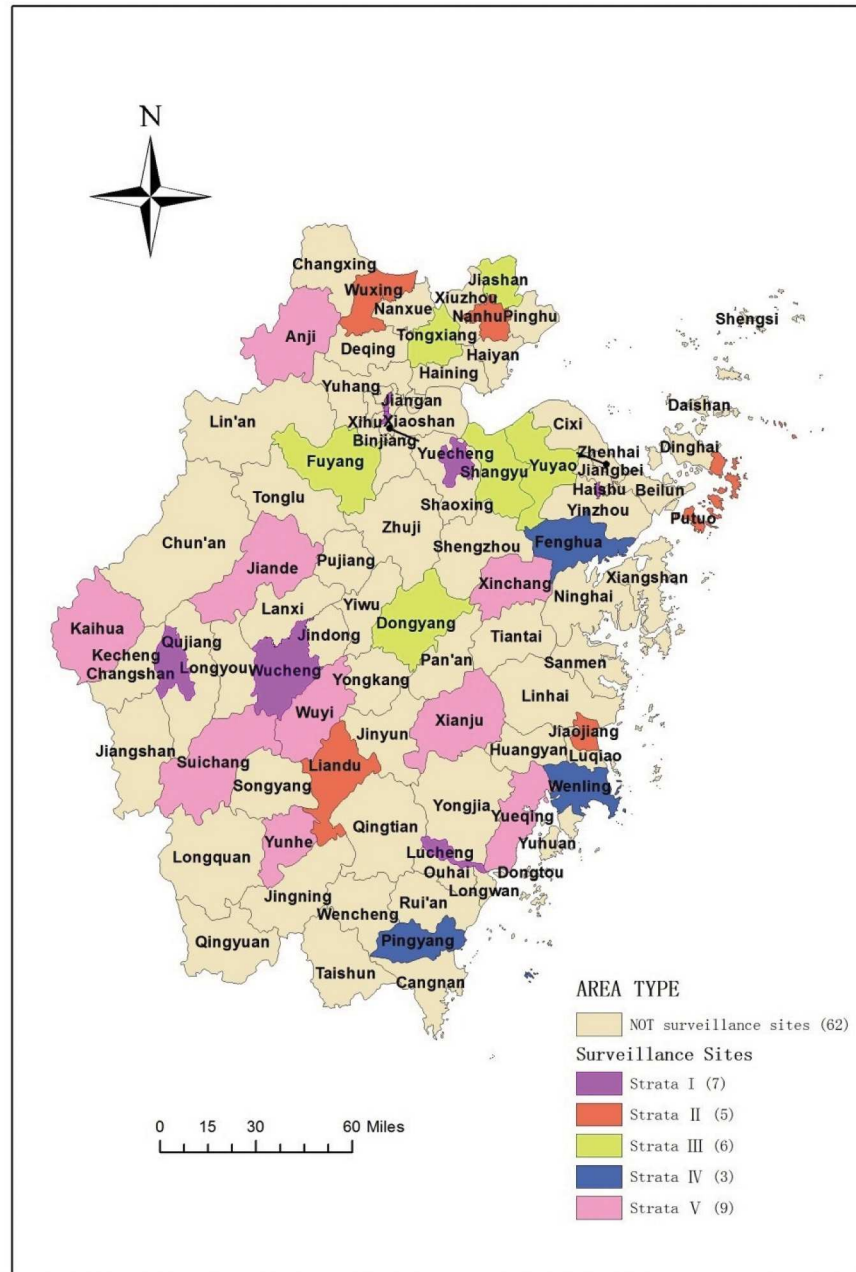 N
Changxing
Jiashan
Wuxing
Xiuzhou
Nanxue
Nanhu Pinghu
Shengsi
Anji
Tongxiang
Deqing
Haiyan
Haining
Yuhang
Jiangan
Daishan
Lin'an
Xihu Xiaoshan
Cixi
Binjiang
Dinghai
Zhenhai
Yuecheng
Fuyang
Shangyu
Yuyao
Jiangbei
Haishu
Beilun
Tonglu
Shaoxing
Yinzhou
Putuo
Zhuji
Chun'an
Shengzhou
Fenghua
Pujiang
Jiande
Xinchang
Xiangshan
Ninghai
Lanxi
Yiwu
Kaihua
Dongyang
Qujiang
Jindong
Tiantai
Kecheng
Pan'an
Sanmen
Changshan
Longyou
Wucheng
Yongkang
Linhai
Wuyi
Xianju
Jinyun
Jiaojiang
Jiangshan
Huangyan
Luqiao
Suichang
Liandu
Songyang
Wenling
Yongjia
Yueqing
Qingtian
Yunhe
Yuhuan
Longquan
Lucheng
Ouhai
Dongtou
Jingning
Longwan
Rui'an
Wencheng
Qingyuan
Pingyang
Taishun
Cangnan
AREA TYPE
NOT surveillance sites (62)
Surveillance Sites
Strata Ⅰ (7)
Strata Ⅱ (5)
Strata Ⅲ (6)
Strata Ⅳ (3)
Strata Ⅴ (9)
0 15 30 60 Miles